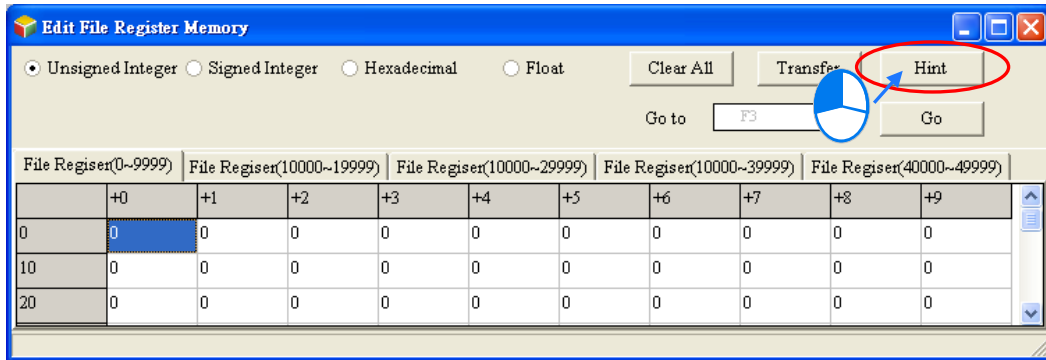 Edit File Register Memory
Unsigned Integer Signed Integer Hexadecimal Float Clear All Transfer Hint
Go to F3 Go
File Regiser(0~9999) File Regiser(10000~19999) File Regiser(10000~29999) File Regiser(10000~39999) File Regiser(40000~49999)
+0 +1 +2 +3 +4 +5 +6 +7 +8 +9
0 0 0 0 0 0 0 0 0 0 0
10 0 0 0 0 0 0 0 0 0 0
20 0 0 0 0 0 0 0 0 0 0